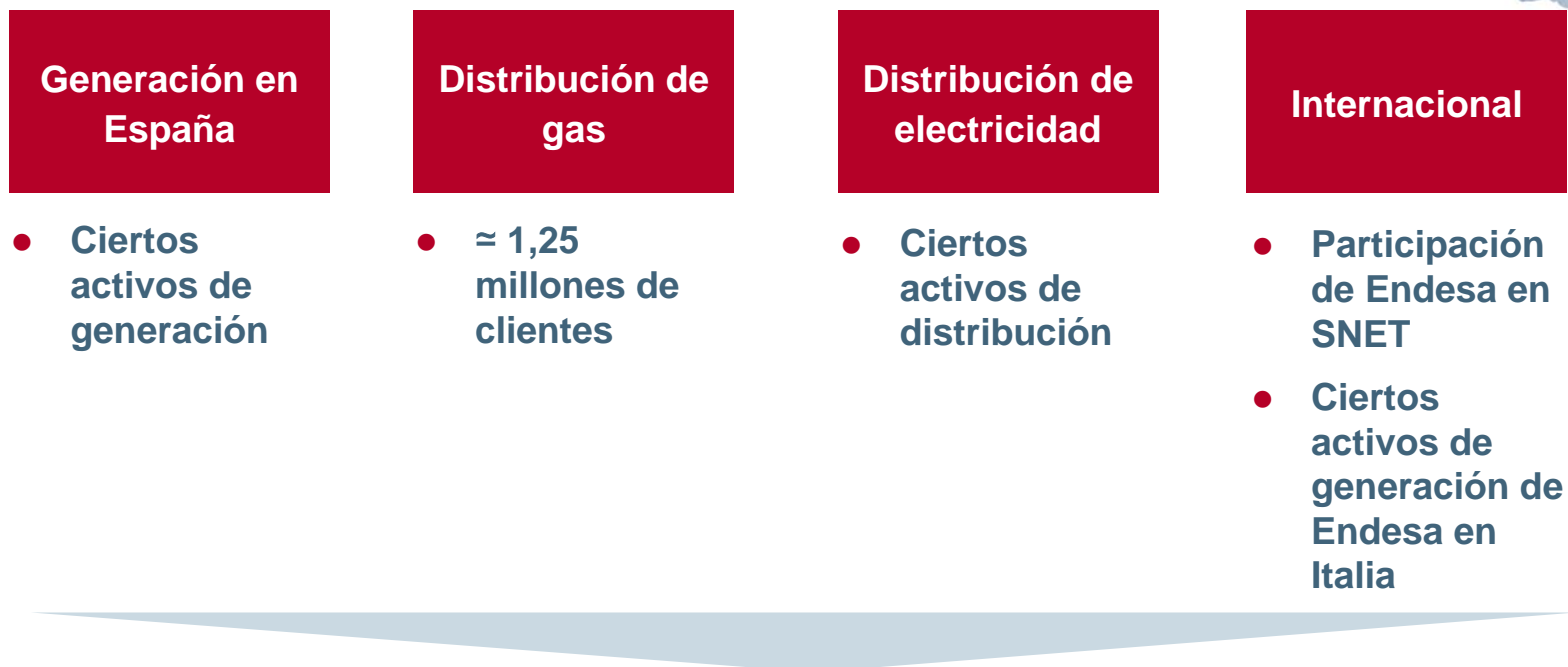 Generación en
España
● Ciertos
activos de
generación
Distribución de
gas
● ≃ 1,25
millones de
clientes
Distribución de
electricidad
● Ciertos
activos de
distribución
Internacional
● Participación
de Endesa en
SNET
● Ciertos
activos de
generación de
Endesa en
Italia